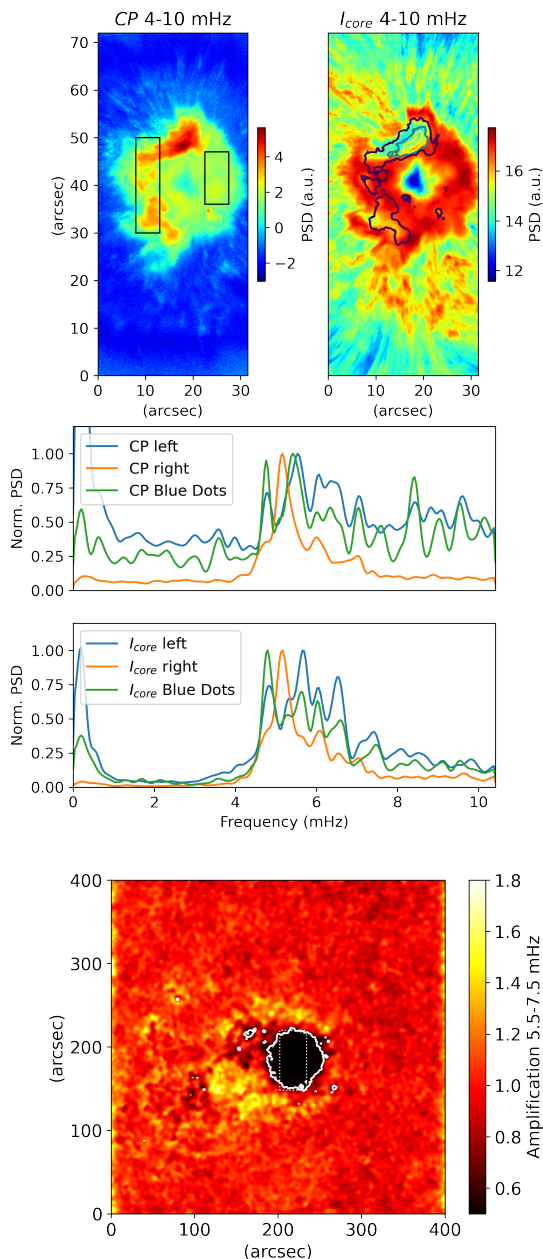 CP 4-10 mHz
I_core 4-10 mHz
70
60
50
40
30
20
10
0
(arcsec)
0 10 20 30
(arcsec)
4
2
0
−2
PSD (a.u.)
0 10 20 30
(arcsec)
16
14
12
PSD (a.u.)
1.00
0.75
0.50
0.25
0.00
Norm. PSD
CP left
CP right
CP Blue Dots
1.00
0.75
0.50
0.25
0.00
Norm. PSD
I_core left
I_core right
I_core Blue Dots
0 2 4 6 8 10
Frequency (mHz)
400
300
200
100
0
(arcsec)
0 100 200 300 400
(arcsec)
1.8
1.6
1.4
1.2
1.0
0.8
0.6
Amplification 5.5-7.5 mHz